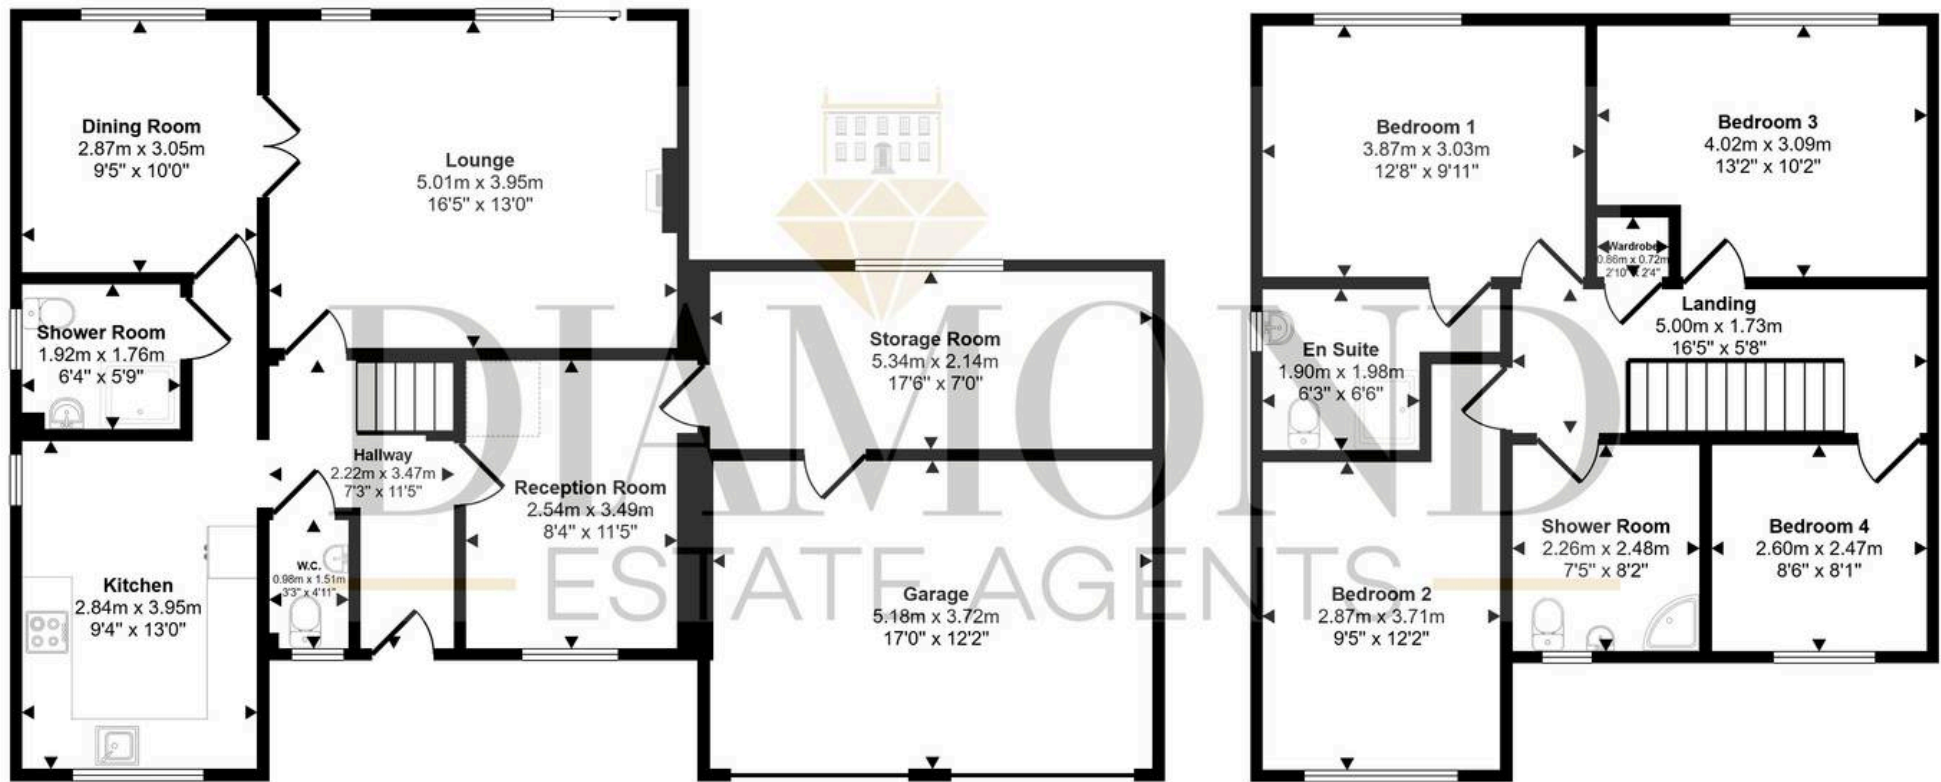 Dining Room
2.87m x 3.05m
9'5" x 10'0"
Lounge
5.01m x 3.95m
16'5" x 13'0"
Shower Room
1.92m x 1.76m
6'4" x 5'9"
Storage Room
5.34m x 2.14m
17'6" x 7'0"
Hallway
2.22m x 3.47m
7'3" x 11'5"
Reception Room
2.54m x 3.49m
8'4" x 11'5"
W.C.
0.98m x 1.51m
3'3" x 4'11"
Kitchen
2.84m x 3.95m
9'4" x 13'0"
Garage
5.18m x 3.72m
17'0" x 12'2"
Bedroom 1
3.87m x 3.03m
12'8" x 9'11"
Bedroom 3
4.02m x 3.09m
13'2" x 10'2"
Wardrobe
0.86m x 0.72m
2'10" x 2'4"
Landing
5.00m x 1.73m
16'5" x 5'8"
En Suite
1.90m x 1.98m
6'3" x 6'6"
Bedroom 2
2.87m x 3.71m
9'5" x 12'2"
Shower Room
2.26m x 2.48m
7'5" x 8'2"
Bedroom 4
2.60m x 2.47m
8'6" x 8'1"
DIAMOND
ESTATE AGENTS